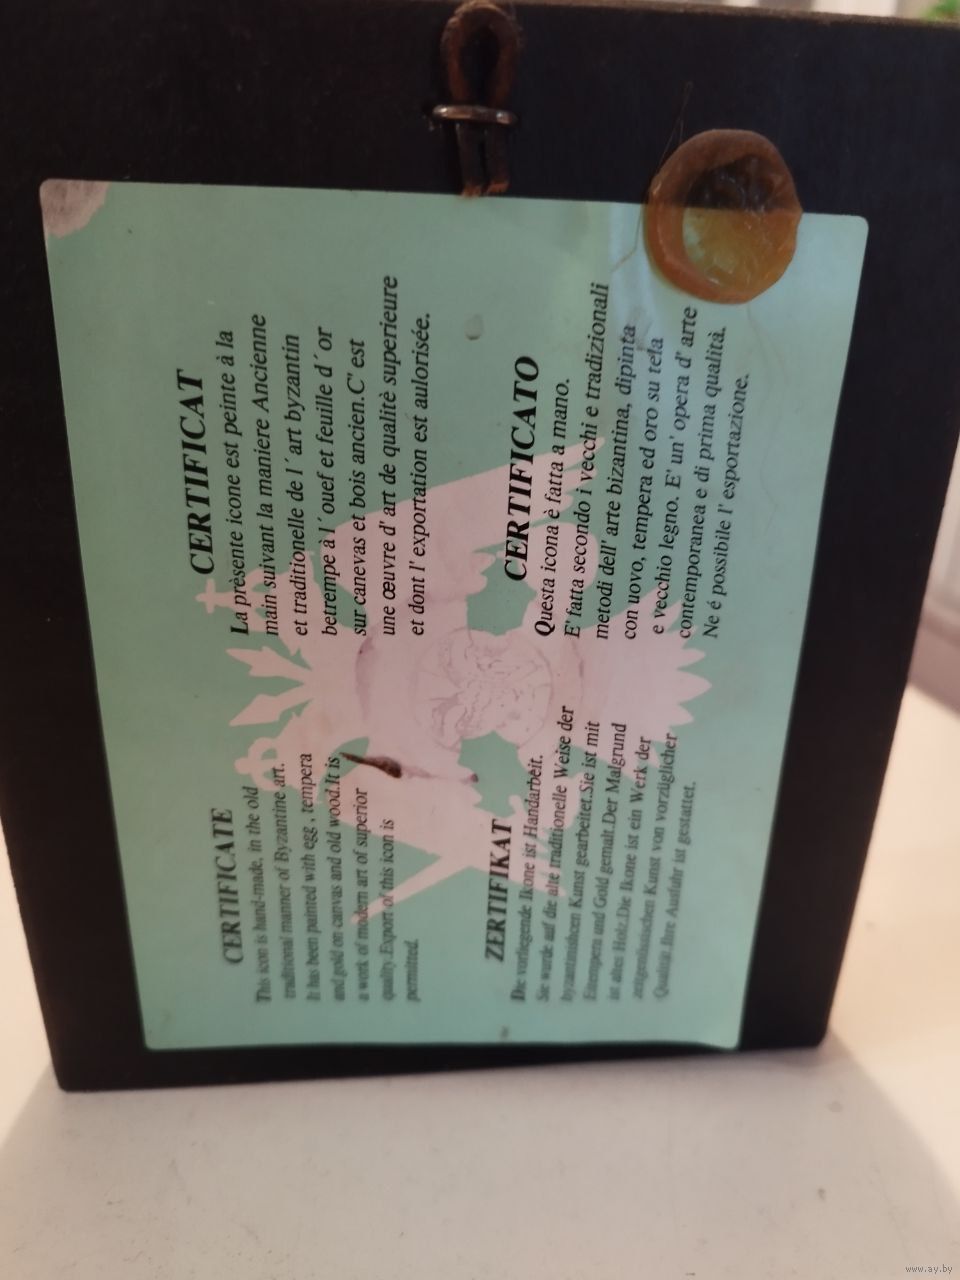 CERTIFICATE
This icon is hand-made, in the old
traditional manner of Byzantine art.
It has been painted with egg , tempera
and gold on canvas and old wood.It is
a work of modern art of superior
quality.Export of this icon is
permitted.
CERTIFICAT
La prèsente icone est peinte à la
main suivant la maniere Ancienne
et traditionelle de l ´ art byzantin
betrempe à l ´ ouef et feuille d ´ or
sur canevas et bois ancien.C' est
une œuvre d' art de qualitè superieure
et dont l' exportation est aulorisée.
ZERTIFIKAT
Die vorliegende Ikone ist Handarbeit.
Sie wurde auf die alte traditionelle Weise der
byzantinishcen Kunst gearbeitet.Sie ist mit
Eitempera und Gold gemalt.Der Malgrund
ist altes Holz.Die Ikone ist ein Werk der
zeitgenössischen Kunst von vorzüglicher
Qualität.Ihre Ausfuhr ist gestattet.
CERTIFICATO
Questa icona è fatta a mano.
E' fatta secondo i vecchi e tradizionali
metodi dell' arte bizantina, dipinta
con uovo, tempera ed oro su tela
e vecchio legno. E' un' opera d' arte
contemporanea e di prima qualità.
Ne é possibile l' esportazione.
www.ay.by